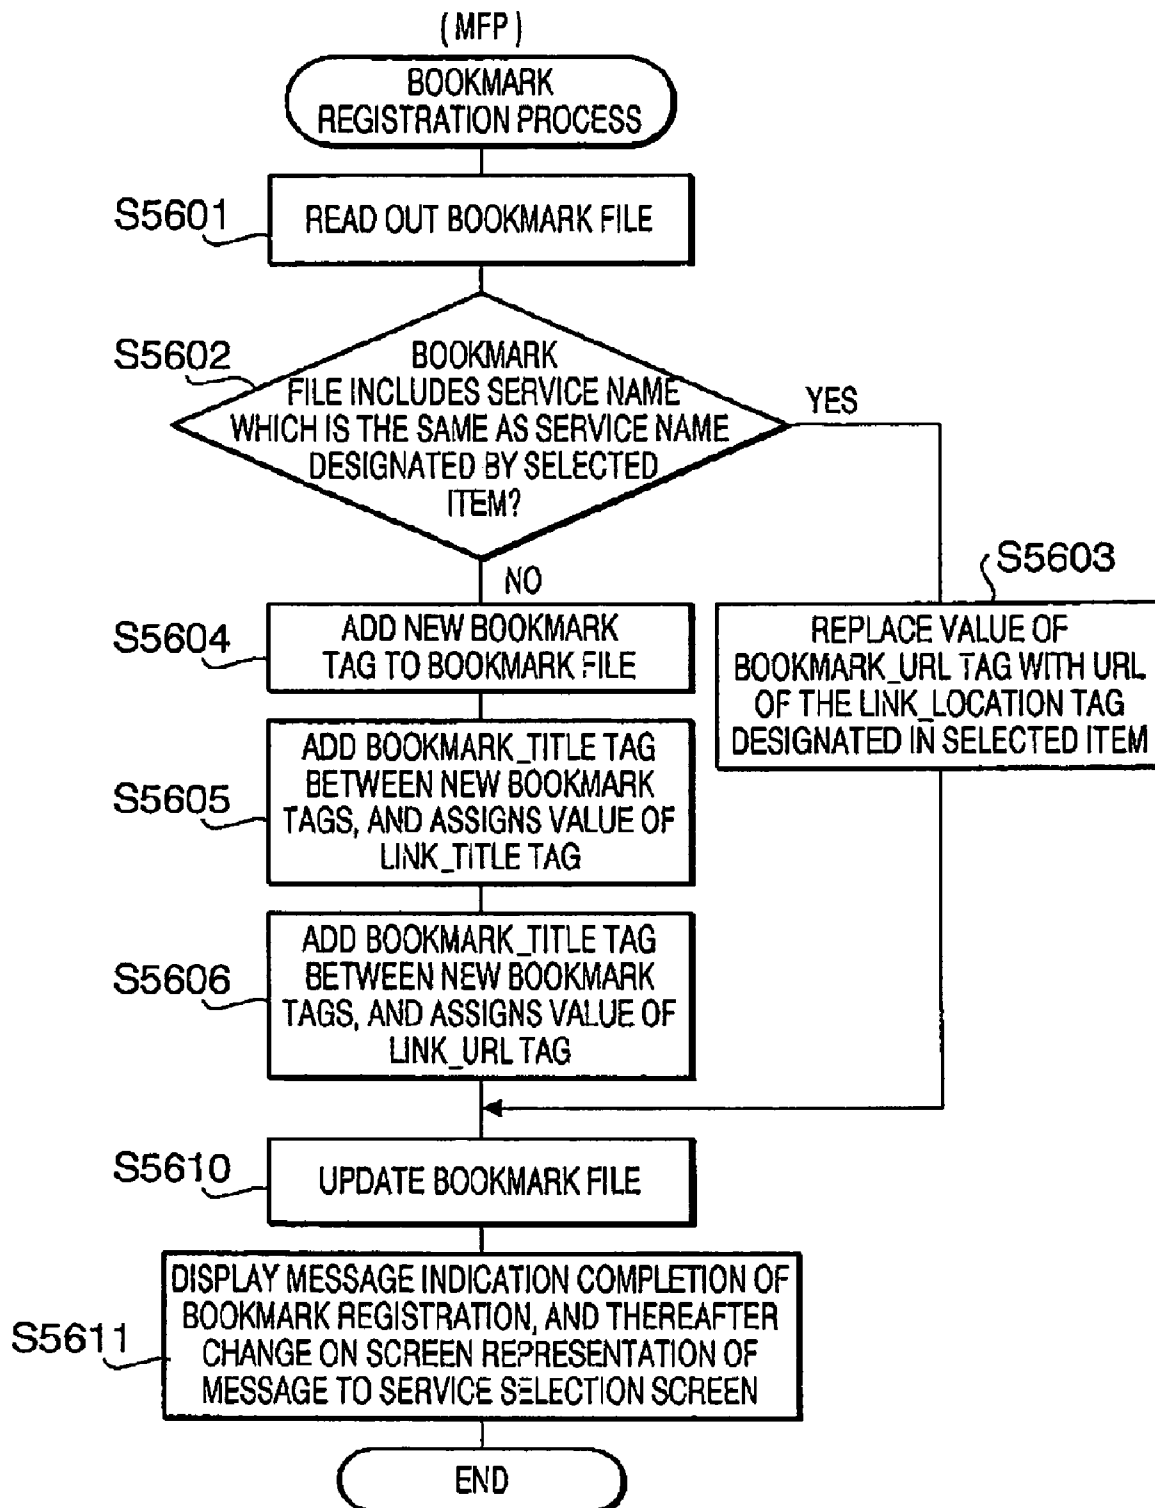 ( MFP )
BOOKMARK
REGISTRATION PROCESS
S5601
READ OUT BOOKMARK FILE
S5602
BOOKMARK
FILE INCLUDES SERVICE NAME
WHICH IS THE SAME AS SERVICE NAME
DESIGNATED BY SELECTED
ITEM?
YES
NO
S5603
REPLACE VALUE OF
BOOKMARK_URL TAG WITH URL
OF THE LINK_LOCATION TAG
DESIGNATED IN SELECTED ITEM
S5604
ADD NEW BOOKMARK
TAG TO BOOKMARK FILE
S5605
ADD BOOKMARK_TITLE TAG
BETWEEN NEW BOOKMARK
TAGS, AND ASSIGNS VALUE OF
LINK_TITLE TAG
S5606
ADD BOOKMARK_TITLE TAG
BETWEEN NEW BOOKMARK
TAGS, AND ASSIGNS VALUE OF
LINK_URL TAG
S5610
UPDATE BOOKMARK FILE
S5611
DISPLAY MESSAGE INDICATION COMPLETION OF
BOOKMARK REGISTRATION, AND THEREAFTER
CHANGE ON SCREEN REPRESENTATION OF
MESSAGE TO SERVICE SELECTION SCREEN
END